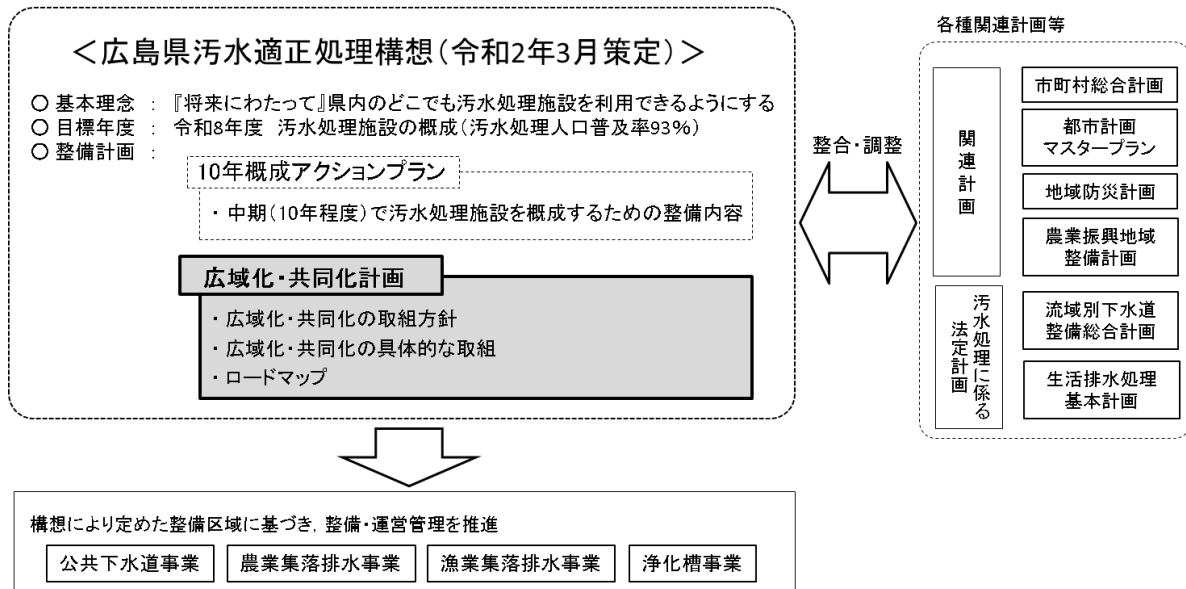 ＜広島県汚水適正処理構想（令和2年3月策定）＞
○ 基本理念 ： 『将来にわたって』県内のどこでも汚水処理施設を利用できるようにする
○ 目標年度 ： 令和8年度 汚水処理施設の概成（汚水処理人口普及率93％）
○ 整備計画 ：
10年概成アクションプラン
・ 中期（10年程度）で汚水処理施設を概成するための整備内容
広域化・共同化計画
・ 広域化・共同化の取組方針
・ 広域化・共同化の具体的な取組
・ ロードマップ
整合・調整
各種関連計画等
関連計画
市町村総合計画
都市計画
マスタープラン
地域防災計画
農業振興地域
整備計画
汚水処理に係る
法定計画
流域別下水道
整備総合計画
生活排水処理
基本計画
構想により定めた整備区域に基づき，整備・運営管理を推進
公共下水道事業
農業集落排水事業
漁業集落排水事業
浄化槽事業